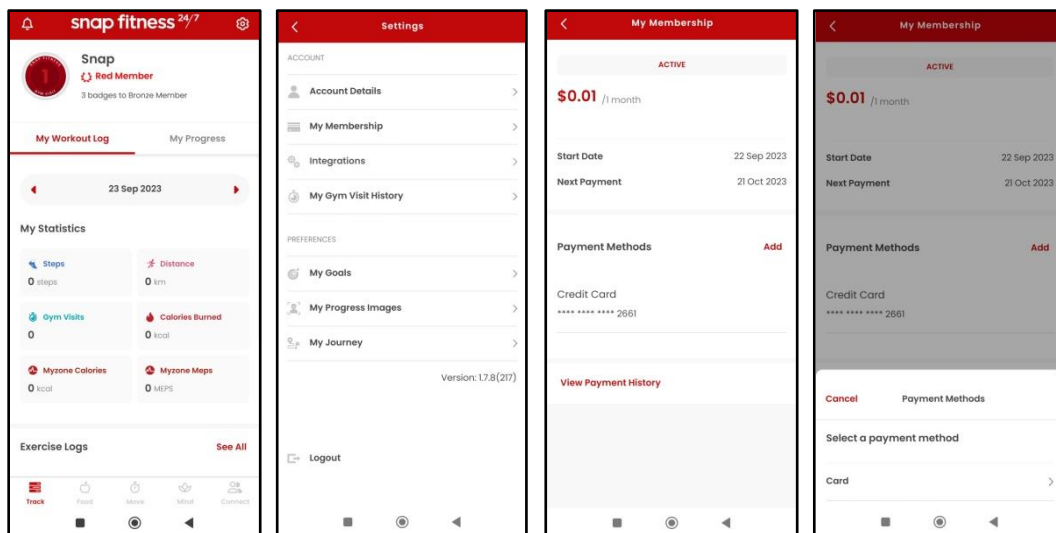 snap fitness 24/7
1
Snap
Red Member
3 badges to Bronze Member
My Workout Log
My Progress
23 Sep 2023
My Statistics
Steps
0 steps
Distance
0 km
Gym Visits
0
Calories Burned
0 kcal
Myzone Calories
0 kcal
Myzone Meps
0 MEPS
Exercise Logs
See All
Track
Food
Move
Mind
Connect
Settings
ACCOUNT
Account Details
My Membership
Integrations
My Gym Visit History
PREFERENCES
My Goals
My Progress Images
My Journey
Version: 1.7.8(217)
Logout
My Membership
ACTIVE
$0.01 /1 month
Start Date
22 Sep 2023
Next Payment
21 Oct 2023
Payment Methods
Add
Credit Card
**** **** **** 2661
View Payment History
My Membership
ACTIVE
$0.01 /1 month
Start Date
22 Sep 2023
Next Payment
21 Oct 2023
Payment Methods
Add
Credit Card
**** **** **** 2661
Cancel
Payment Methods
Select a payment method
Card